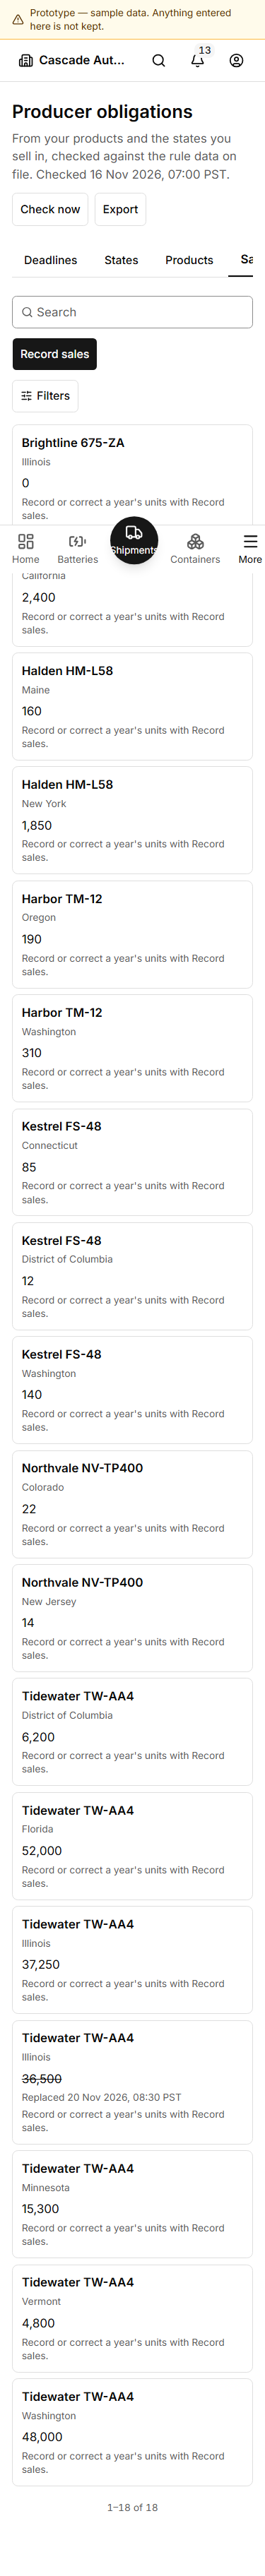 Prototype — sample data. Anything entered
here is not kept.
Cascade Aut...
13
Producer obligations
From your products and the states you
sell in, checked against the rule data on
file. Checked 16 Nov 2026, 07:00 PST.
Check now
Export
Deadlines
States
Products
Sa
Search
Record sales
Filters
Brightline 675-ZA
Illinois
0
Record or correct a year's units with Record
sales.
Home
Batteries
Shipments
Containers
More
California
2,400
Record or correct a year's units with Record
sales.
Halden HM-L58
Maine
160
Record or correct a year's units with Record
sales.
Halden HM-L58
New York
1,850
Record or correct a year's units with Record
sales.
Harbor TM-12
Oregon
190
Record or correct a year's units with Record
sales.
Harbor TM-12
Washington
310
Record or correct a year's units with Record
sales.
Kestrel FS-48
Connecticut
85
Record or correct a year's units with Record
sales.
Kestrel FS-48
District of Columbia
12
Record or correct a year's units with Record
sales.
Kestrel FS-48
Washington
140
Record or correct a year's units with Record
sales.
Northvale NV-TP400
Colorado
22
Record or correct a year's units with Record
sales.
Northvale NV-TP400
New Jersey
14
Record or correct a year's units with Record
sales.
Tidewater TW-AA4
District of Columbia
6,200
Record or correct a year's units with Record
sales.
Tidewater TW-AA4
Florida
52,000
Record or correct a year's units with Record
sales.
Tidewater TW-AA4
Illinois
37,250
Record or correct a year's units with Record
sales.
Tidewater TW-AA4
Illinois
36,500
Replaced 20 Nov 2026, 08:30 PST
Record or correct a year's units with Record
sales.
Tidewater TW-AA4
Minnesota
15,300
Record or correct a year's units with Record
sales.
Tidewater TW-AA4
Vermont
4,800
Record or correct a year's units with Record
sales.
Tidewater TW-AA4
Washington
48,000
Record or correct a year's units with Record
sales.
1–18 of 18